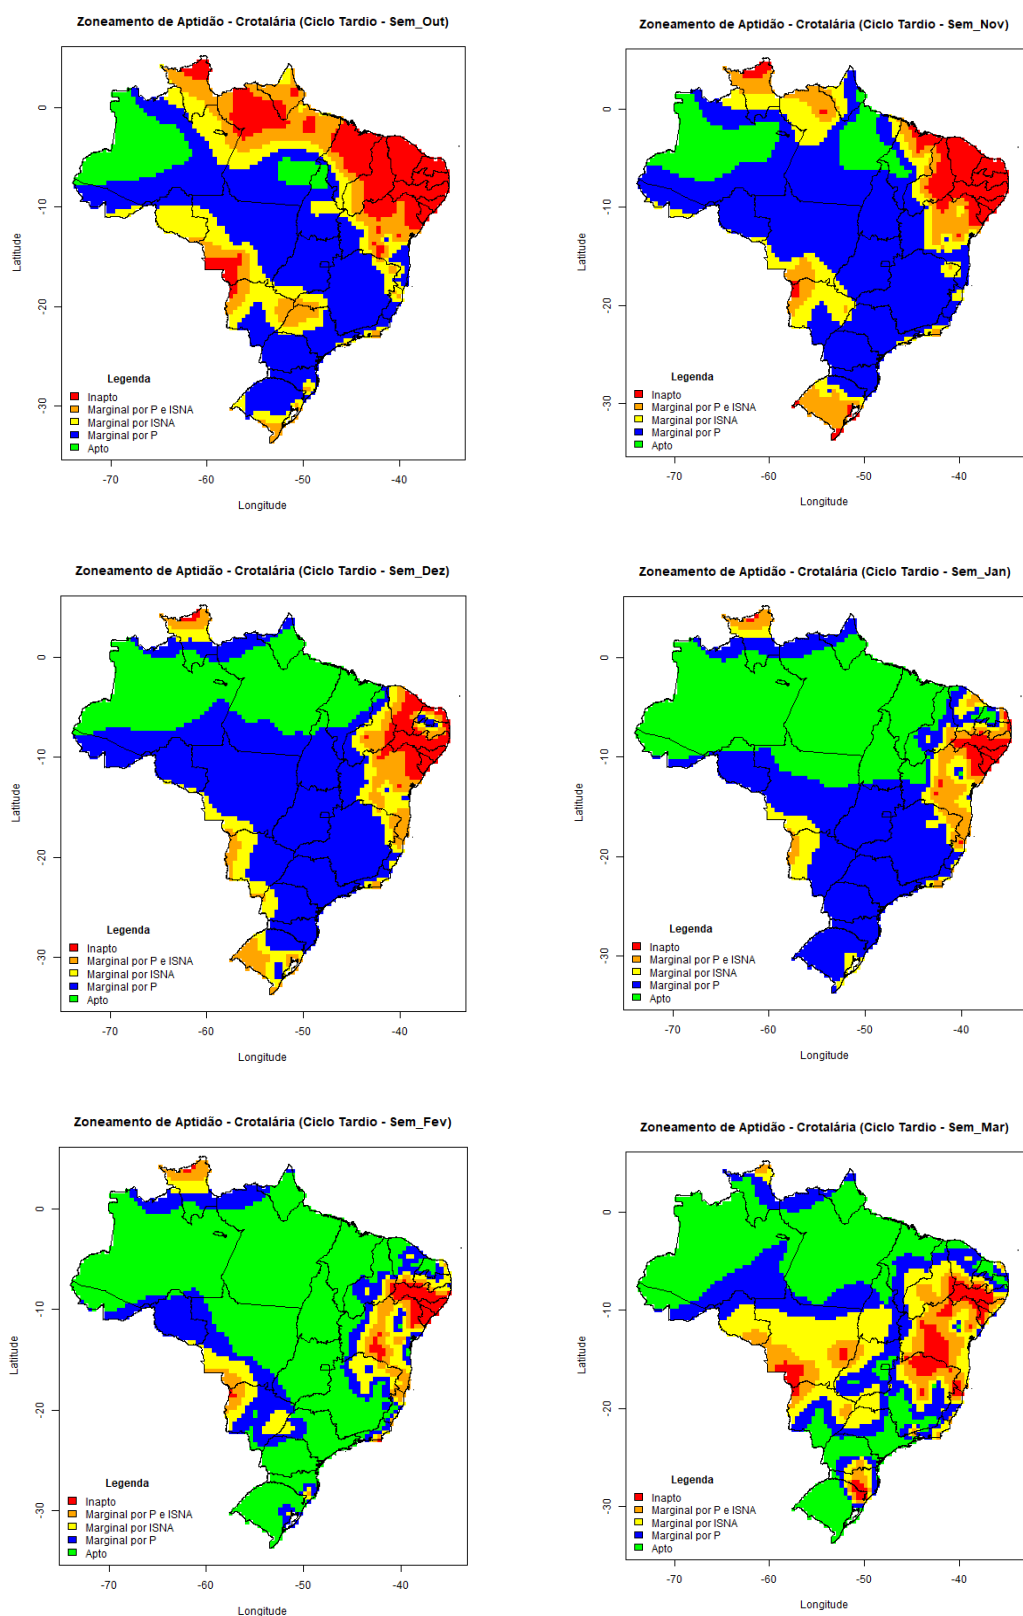 Zoneamento de Aptidão - Crotalária (Ciclo Tardio - Sem_Out)
Latitude
0
-10
-20
-30
Legenda
Inapto
Marginal por P e ISNA
Marginal por ISNA
Marginal por P
Apto
-70 -60 -50 -40
Longitude
Zoneamento de Aptidão - Crotalária (Ciclo Tardio - Sem_Nov)
Latitude
0
-10
-20
-30
Legenda
Inapto
Marginal por P e ISNA
Marginal por ISNA
Marginal por P
Apto
-70 -60 -50 -40
Longitude
Zoneamento de Aptidão - Crotalária (Ciclo Tardio - Sem_Dez)
Latitude
0
-10
-20
-30
Legenda
Inapto
Marginal por P e ISNA
Marginal por ISNA
Marginal por P
Apto
-70 -60 -50 -40
Longitude
Zoneamento de Aptidão - Crotalária (Ciclo Tardio - Sem_Jan)
Latitude
0
-10
-20
-30
Legenda
Inapto
Marginal por P e ISNA
Marginal por ISNA
Marginal por P
Apto
-70 -60 -50 -40
Longitude
Zoneamento de Aptidão - Crotalária (Ciclo Tardio - Sem_Fev)
Latitude
0
-10
-20
-30
Legenda
Inapto
Marginal por P e ISNA
Marginal por ISNA
Marginal por P
Apto
-70 -60 -50 -40
Longitude
Zoneamento de Aptidão - Crotalária (Ciclo Tardio - Sem_Mar)
Latitude
0
-10
-20
-30
Legenda
Inapto
Marginal por P e ISNA
Marginal por ISNA
Marginal por P
Apto
-70 -60 -50 -40
Longitude